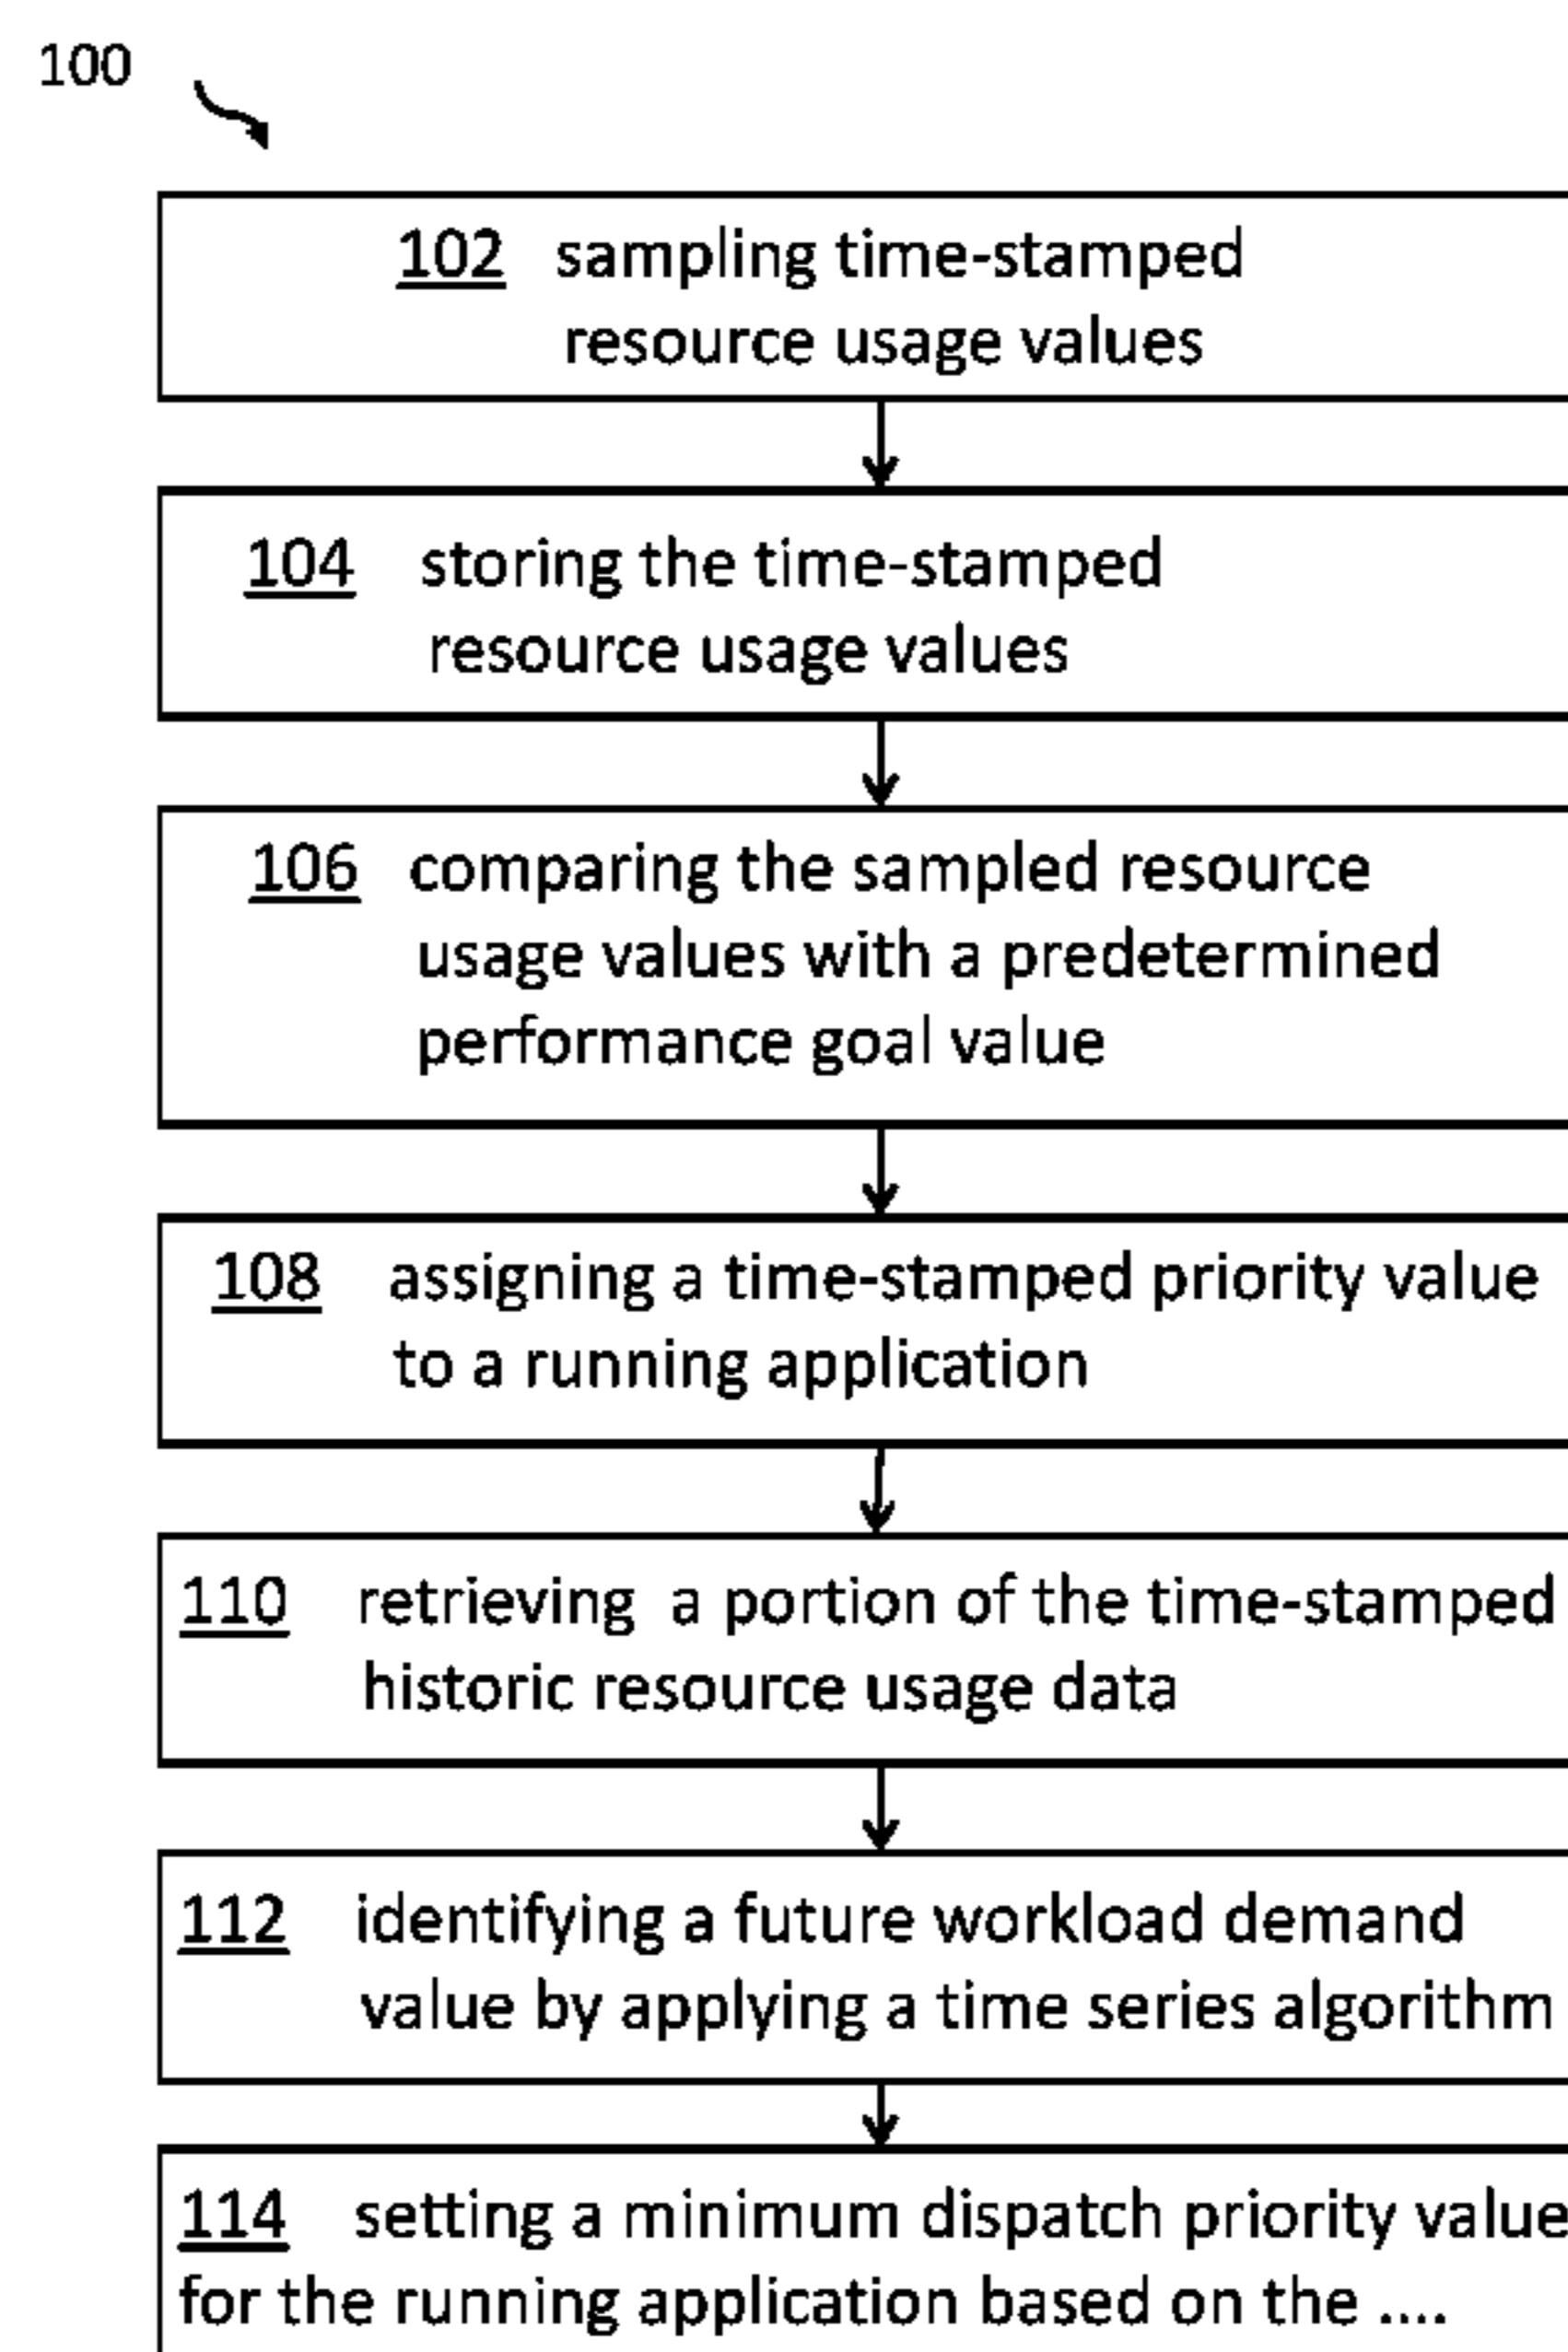 100
102 sampling time-stamped
resource usage values
104 storing the time-stamped
resource usage values
106 comparing the sampled resource
usage values with a predetermined
performance goal value
108 assigning a time-stamped priority value
to a running application
110 retrieving a portion of the time-stamped
historic resource usage data
112 identifying a future workload demand
value by applying a time series algorithm
114 setting a minimum dispatch priority value
for the running application based on the ....